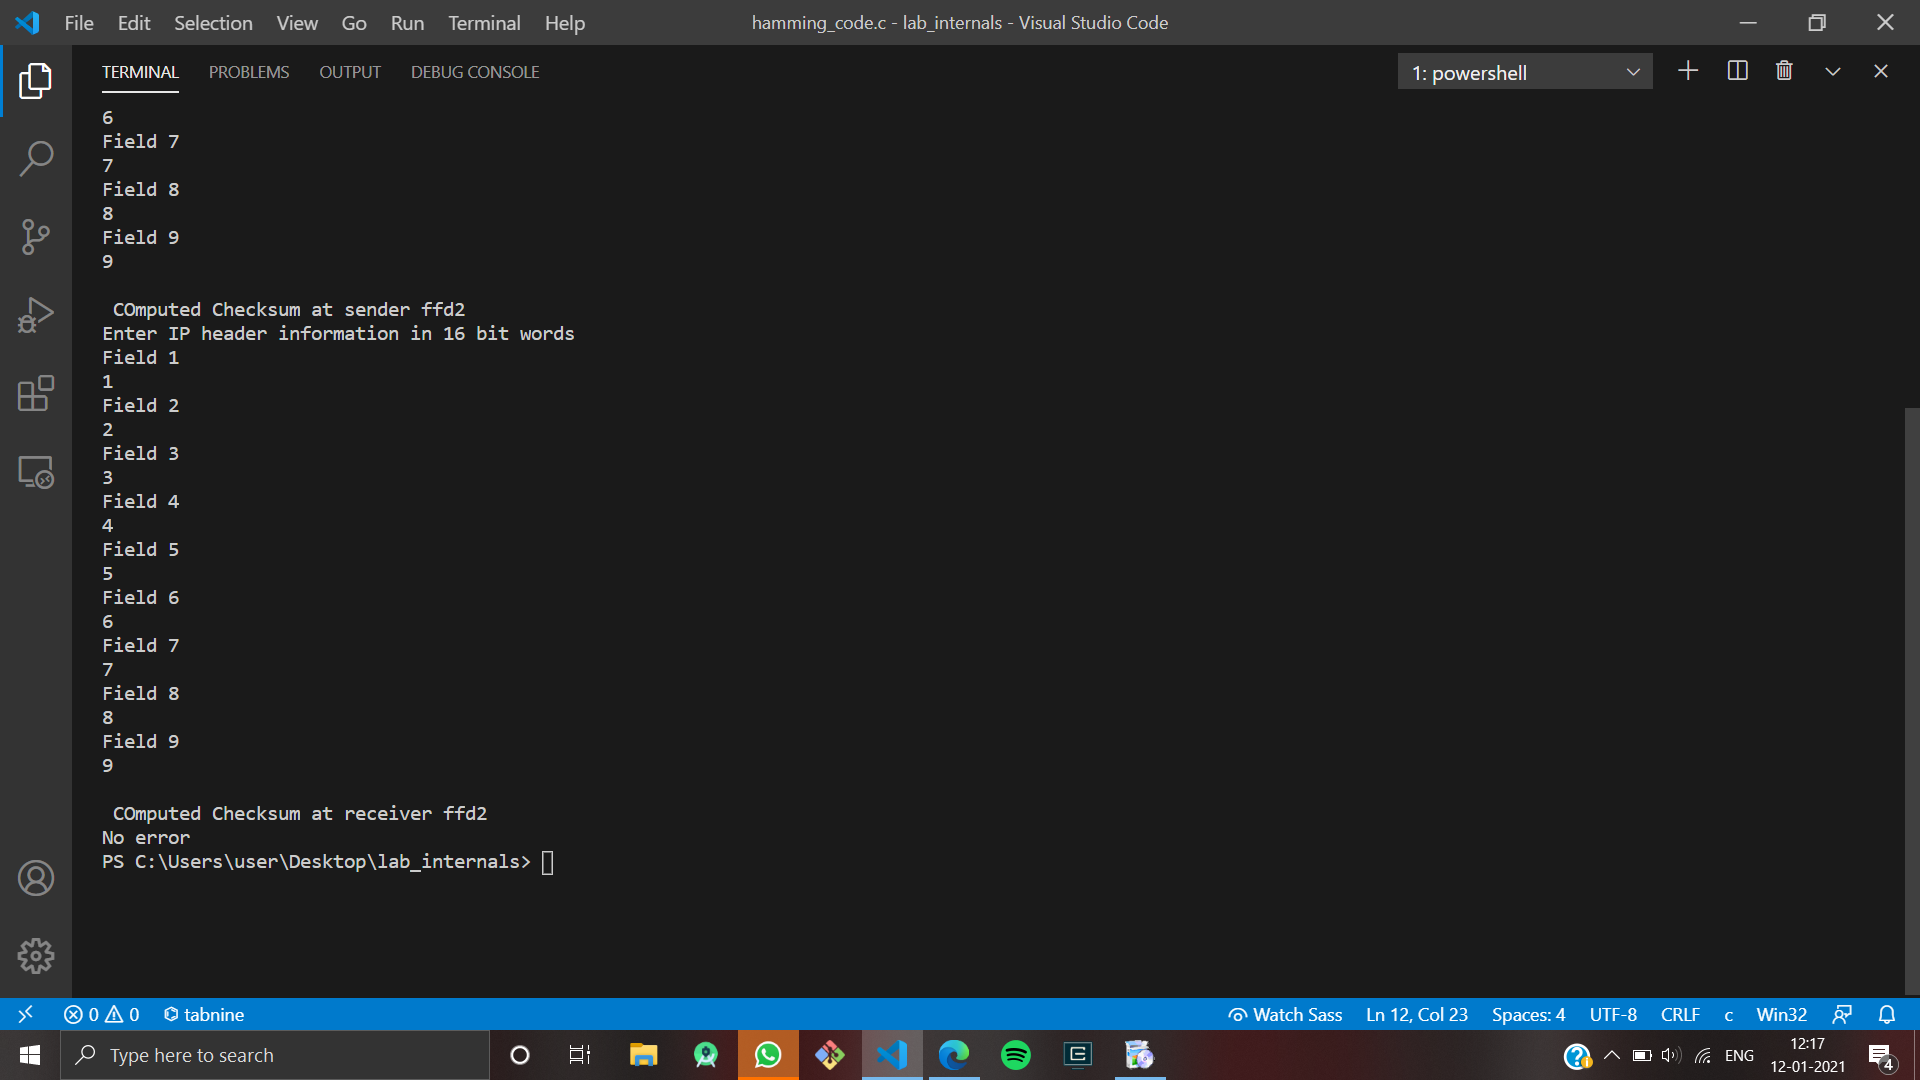 File Edit Selection View Go Run Terminal Help
hamming_code.c - lab_internals - Visual Studio Code
TERMINAL PROBLEMS OUTPUT DEBUG CONSOLE
1: powershell
6
Field 7
7
Field 8
8
Field 9
9
COmputed Checksum at sender ffd2
Enter IP header information in 16 bit words
Field 1
1
Field 2
2
Field 3
3
Field 4
4
Field 5
5
Field 6
6
Field 7
7
Field 8
8
Field 9
9
COmputed Checksum at receiver ffd2
No error
PS C:\Users\user\Desktop\lab_internals>
0 0 tabnine
Watch Sass Ln 12, Col 23 Spaces: 4 UTF-8 CRLF c Win32
Type here to search
ENG
12:17
12-01-2021
4